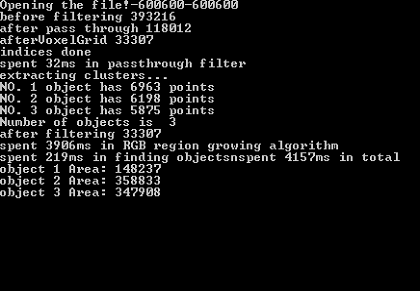 Opening the file!-600600-600600
before filtering 393216
after pass through 118012
afterVoxelGrid 33307
indices done
spent 32ms in passthrough filter
extracting clusters...
NO. 1 object has 6963 points
NO. 2 object has 6198 points
NO. 3 object has 5875 points
Number of objects is  3
after filtering 33307
spent 3906ms in RGB region growing algorithm
spent 219ms in finding objectsnspent 4157ms in total
object 1 Area: 148237
object 2 Area: 358833
object 3 Area: 347908